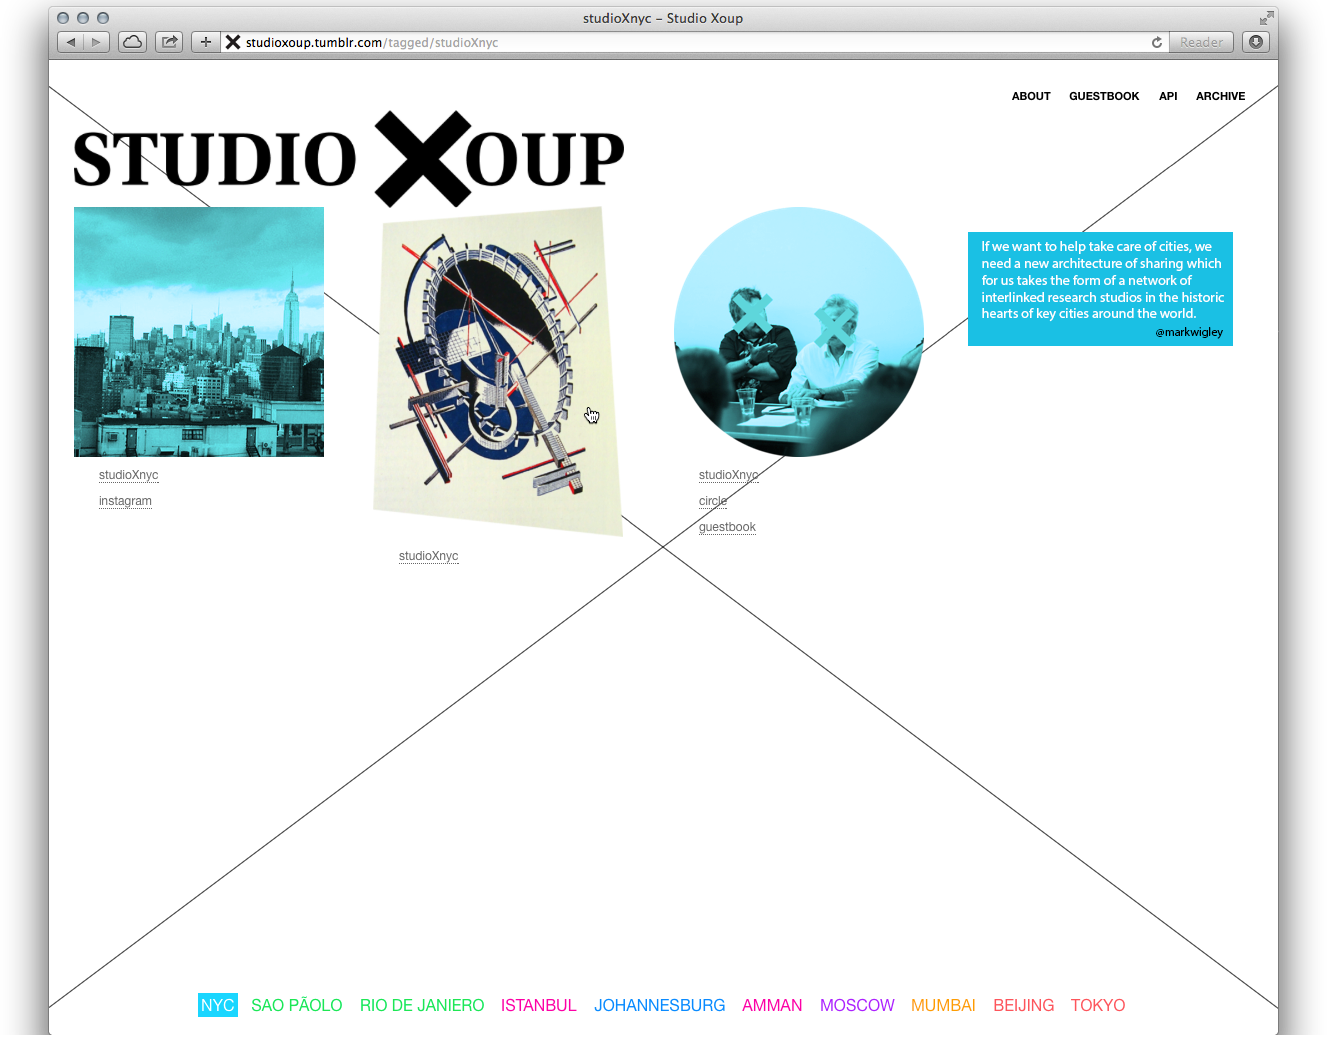 studioXnyc – Studio Xoup
studioxoup.tumblr.com/tagged/studioXnyc
Reader
ABOUT GUESTBOOK API ARCHIVE
STUDIO XOUP
If we want to help take care of cities, we
need a new architecture of sharing which
for us takes the form of a network of
interlinked research studios in the historic
hearts of key cities around the world.
@markwigley
studioXnyc
instagram
studioXnyc
studioXnyc
circle
guestbook
NYC SAO PÃOLO RIO DE JANIERO ISTANBUL JOHANNESBURG AMMAN MOSCOW MUMBAI BEIJING TOKYO